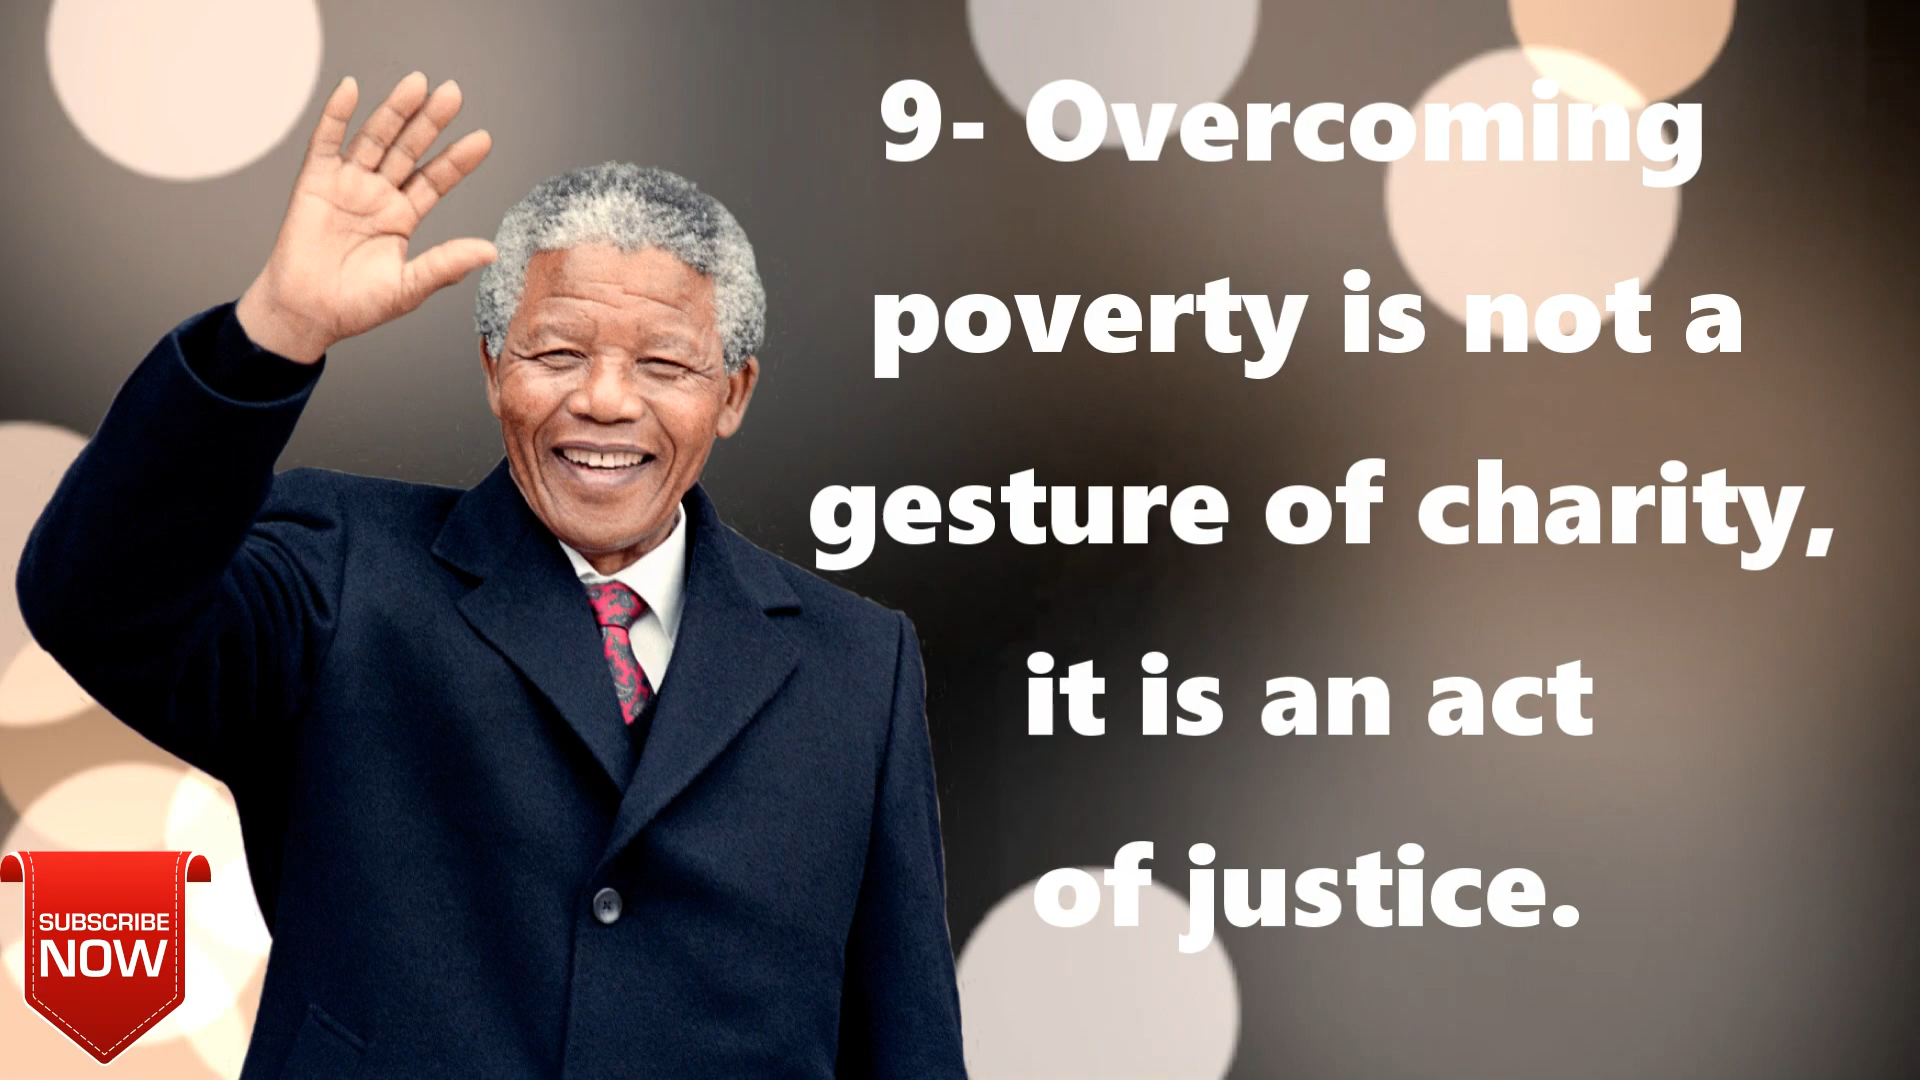 9- Overcoming
poverty is not a
gesture of charity,
it is an act
of justice.
SUBSCRIBE
NOW